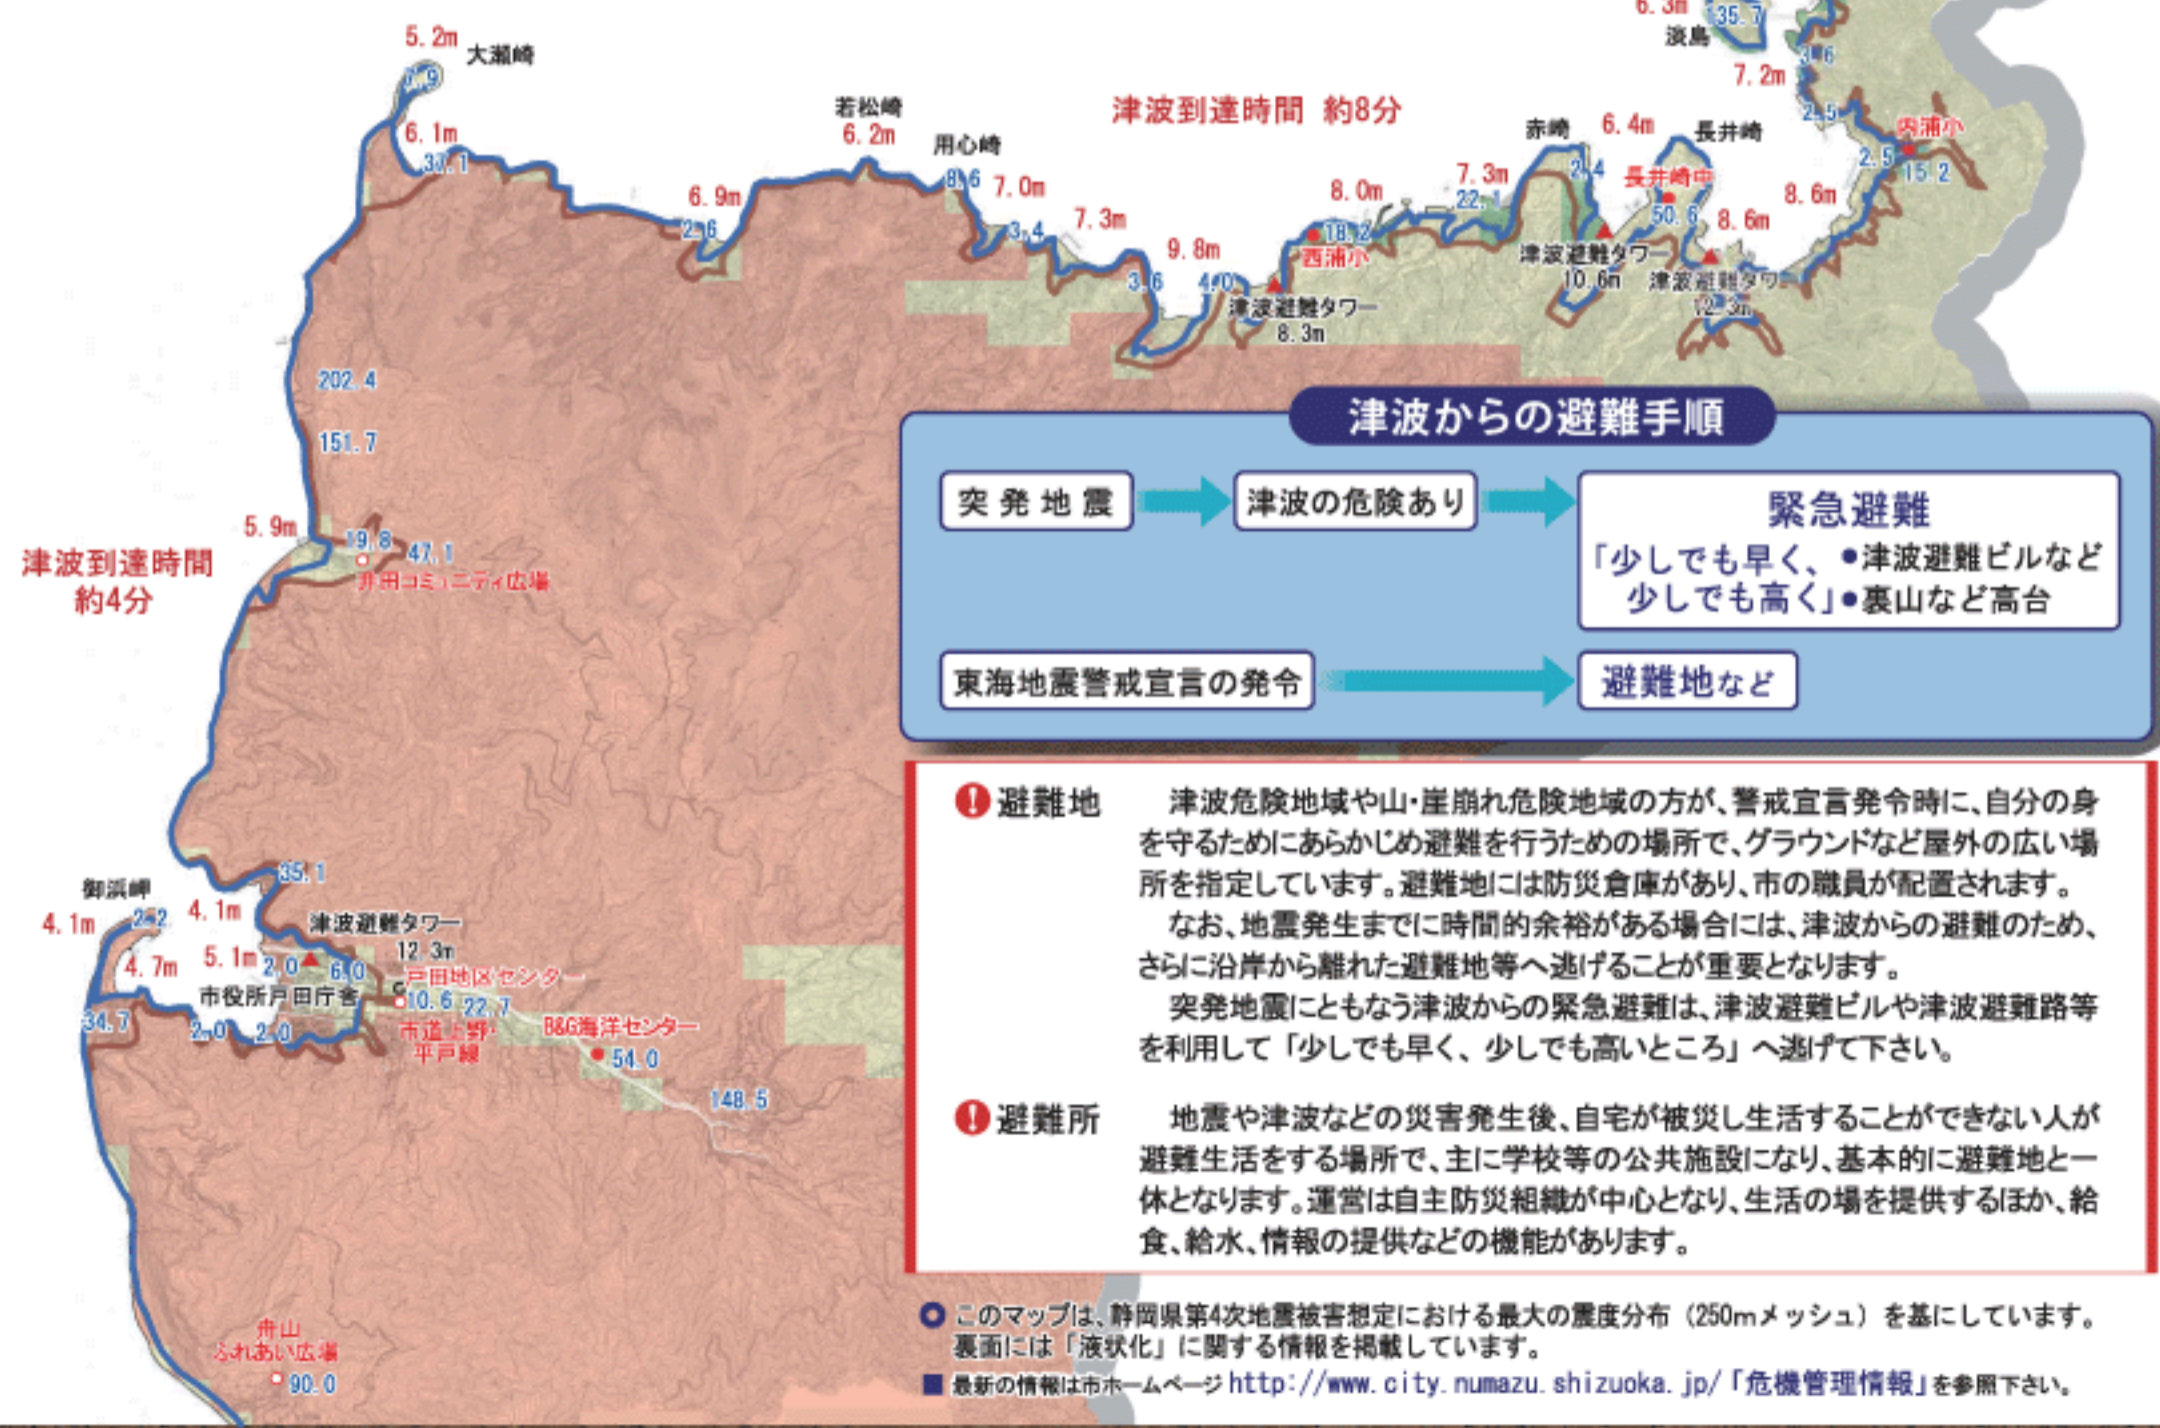 6.3m
135.7
淡島
3.6
7.2m
2.5
内浦小
2.5
15.2
5.2m
大瀬崎
7.9
6.1m
37.1
若松崎
6.2m
用心崎
8.6
7.0m
津波到達時間 約8分
赤崎
6.4m
長井崎
2.4
長井崎中
50.6
8.6m
8.6m
6.9m
2.6
3.4
7.3m
8.0m
7.3m
22.1
18.2
西浦小
9.8m
3.6
4.0
津波避難タワー
8.3m
津波避難タワー
10.6m
津波避難タワー
12.3m
202.4
151.7
5.9m
19.8
47.1
井田コミュニティ広場
津波到達時間
約4分
津波からの避難手順
突発地震
津波の危険あり
緊急避難
「少しでも早く、 ●津波避難ビルなど
少しでも高く」●裏山など高台
東海地震警戒宣言の発令
避難地など
35.1
御浜岬
4.1m
2.2
4.1m
津波避難タワー
12.3m
4.7m
5.1m
2.0
6.0
戸田地区センター
市役所戸田庁舎
10.6
22.7
34.7
2.0
2.0
市道上野・
平戸線
B&G海洋センター
54.0
148.5
舟山
ふれあい広場
90.0
避難地 津波危険地域や山・崖崩れ危険地域の方が、警戒宣言発令時に、自分の身
を守るためにあらかじめ避難を行うための場所で、グラウンドなど屋外の広い場
所を指定しています。避難地には防災倉庫があり、市の職員が配置されます。
なお、地震発生までに時間的余裕がある場合には、津波からの避難のため、
さらに沿岸から離れた避難地等へ逃げることが重要となります。
突発地震にともなう津波からの緊急避難は、津波避難ビルや津波避難路等
を利用して「少しでも早く、少しでも高いところ」へ逃げて下さい。
避難所 地震や津波などの災害発生後、自宅が被災し生活することができない人が
避難生活をする場所で、主に学校等の公共施設になり、基本的に避難地と一
体となります。運営は自主防災組織が中心となり、生活の場を提供するほか、給
食、給水、情報の提供などの機能があります。
このマップは、静岡県第4次地震被害想定における最大の震度分布（250mメッシュ）を基にしています。
裏面には「液状化」に関する情報を掲載しています。
■ 最新の情報は市ホームページ http://www.city.numazu.shizuoka.jp/「危機管理情報」を参照下さい。